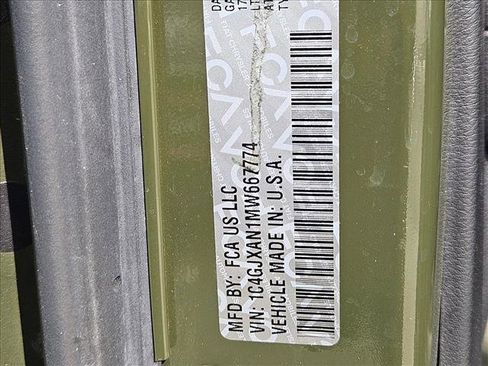 MFD BY: FCA US LLC
VIN: 1C4GJXAN1MW667774
VEHICLE MADE IN: U.S.A.